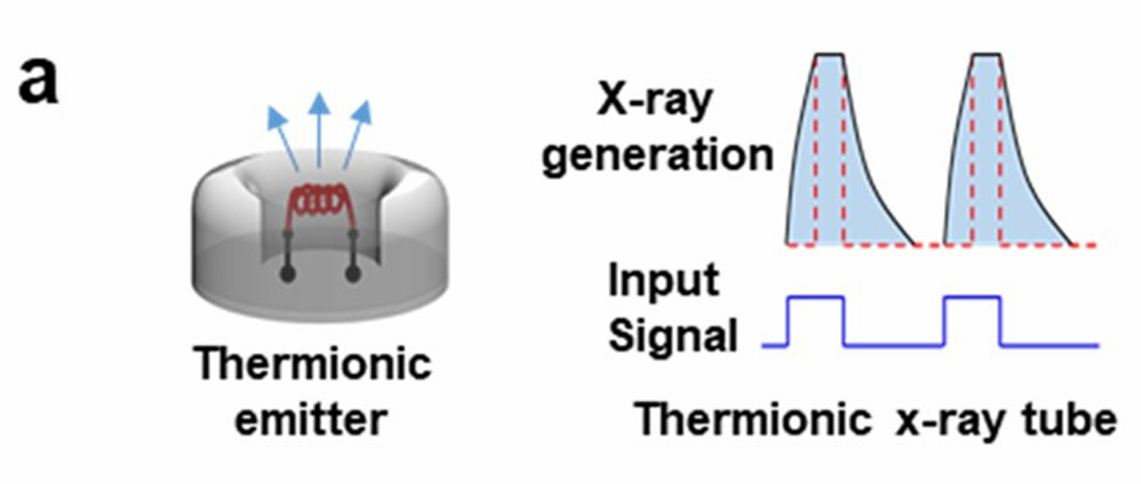 a
Thermionic
emitter
X-ray
generation
Input
Signal
Thermionic x-ray tube